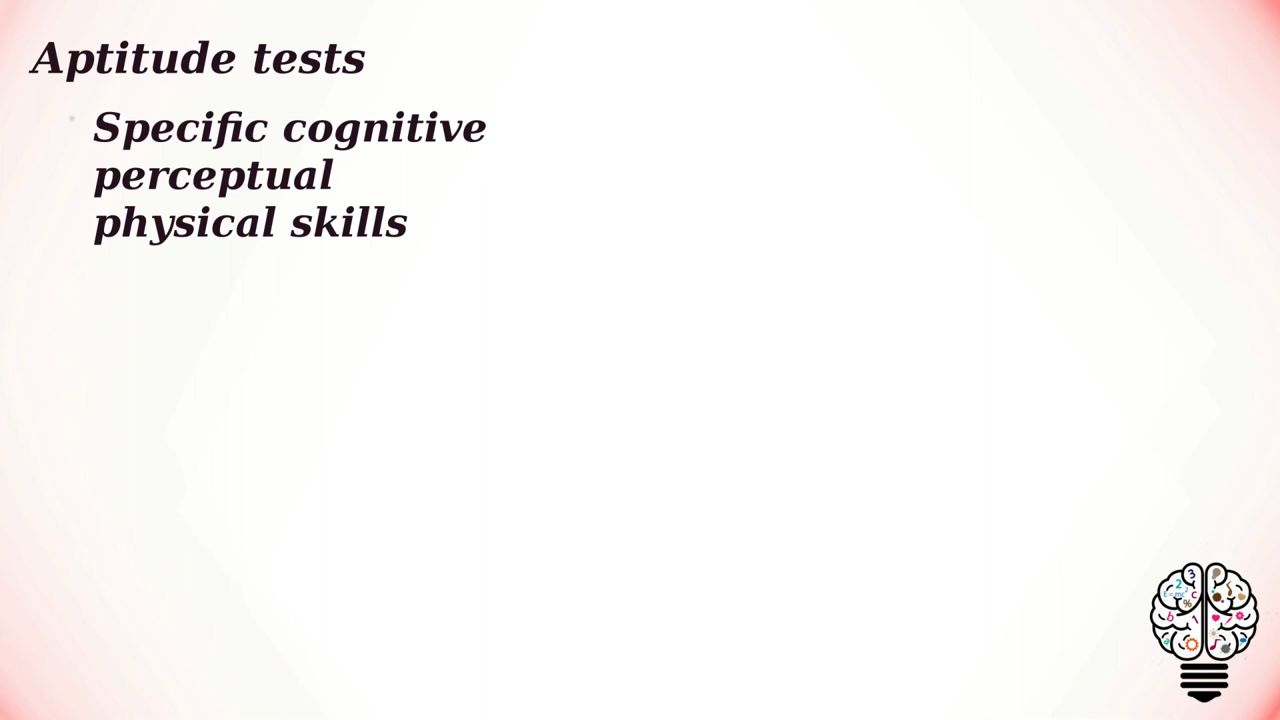 Aptitude tests
Specific cognitive
perceptual
physical skills